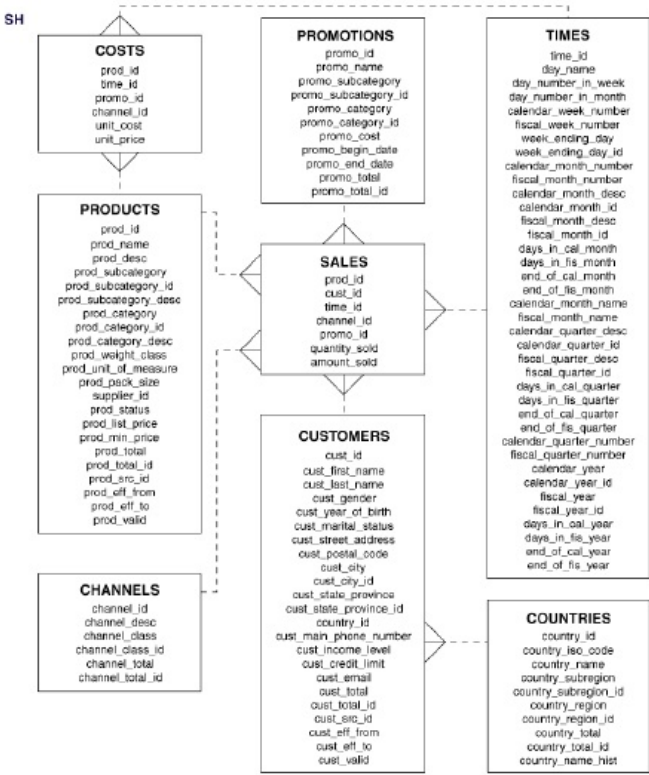 SH
COSTS
prod_id
time_id
promo_id
channel_id
unit_cost
unit_price
PRODUCTS
prod_id
prod_name
prod_desc
prod_subcategory
prod_subcategory_id
prod_subcategory_desc
prod_category
prod_category_id
prod_category_desc
prod_weight_class
prod_unit_of_measure
prod_pack_size
supplier_id
prod_status
prod_list_price
prod_min_price
prod_total
prod_total_id
prod_src_id
prod_eff_from
prod_eff_to
prod_valid
CHANNELS
channel_id
channel_desc
channel_class
channel_class_id
channel_total
channel_total_id
PROMOTIONS
promo_id
promo_name
promo_subcategory
promo_subcategory_id
promo_category
promo_category_id
promo_cost
promo_begin_date
promo_end_date
promo_total
promo_total_id
SALES
prod_id
cust_id
time_id
channel_id
promo_id
quantity_sold
amount_sold
CUSTOMERS
cust_id
cust_first_name
cust_last_name
cust_gender
cust_year_of_birth
cust_marital_status
cust_street_address
cust_postal_code
cust_city
cust_city_id
cust_state_province
cust_state_province_id
country_id
cust_main_phone_number
cust_income_level
cust_credit_limit
cust_email
cust_total
cust_total_id
cust_src_id
cust_eff_from
cust_eff_to
cust_valid
TIMES
time_id
day_name
day_number_in_week
day_number_in_month
calendar_week_number
fiscal_week_number
week_ending_day
week_ending_day_id
calendar_month_number
fiscal_month_number
calendar_month_desc
calendar_month_id
fiscal_month_desc
fiscal_month_id
days_in_cal_month
days_in_fis_month
end_of_cal_month
end_of_fis_month
calendar_month_name
fiscal_month_name
calendar_quarter_desc
calendar_quarter_id
fiscal_quarter_desc
fiscal_quarter_id
days_in_cal_quarter
days_in_fis_quarter
end_of_cal_quarter
end_of_fis_quarter
calendar_quarter_number
fiscal_quarter_number
calendar_year
calendar_year_id
fiscal_year
fiscal_year_id
days_in_cal_year
days_in_fis_year
end_of_cal_year
end_of_fis_year
COUNTRIES
country_id
country_iso_code
country_name
country_subregion
country_subregion_id
country_region
country_region_id
country_total
country_total_id
country_name_hist